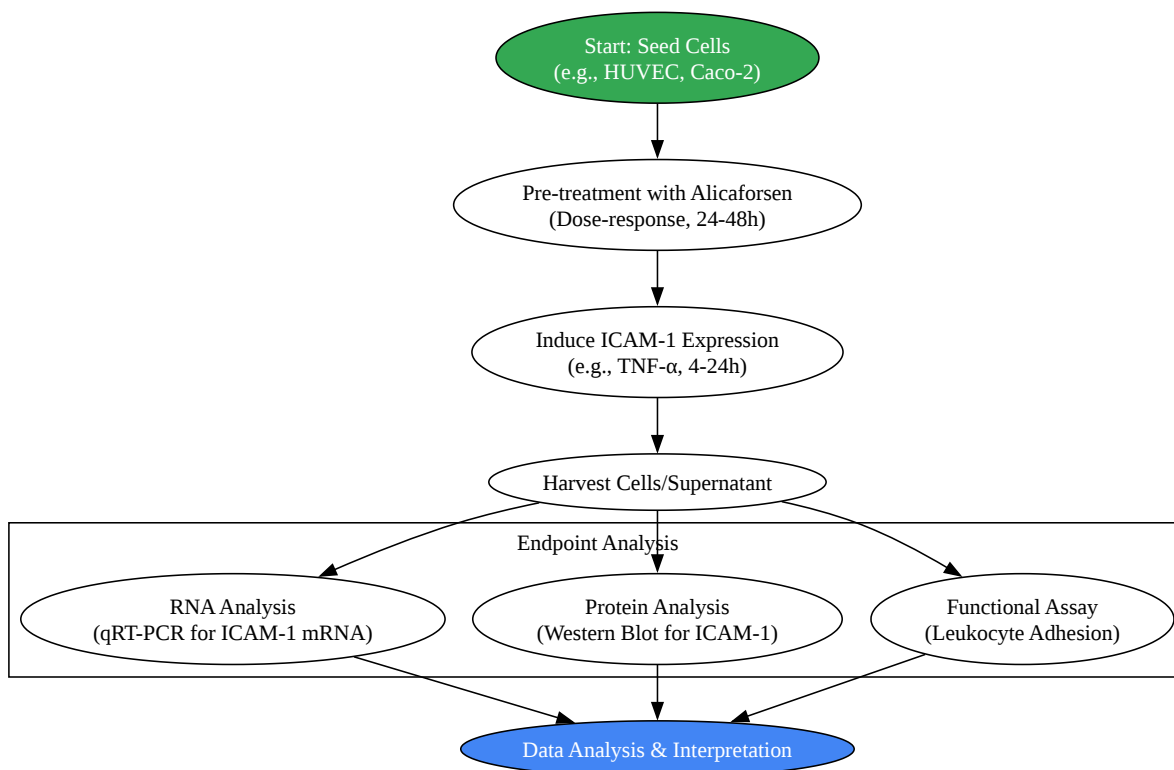 Start: Seed Cells
(e.g., HUVEC, Caco-2)
Pre-treatment with Alicaforsen
(Dose-response, 24-48h)
Induce ICAM-1 Expression
(e.g., TNF-α, 4-24h)
Harvest Cells/Supernatant
Endpoint Analysis
RNA Analysis
(qRT-PCR for ICAM-1 mRNA)
Protein Analysis
(Western Blot for ICAM-1)
Functional Assay
(Leukocyte Adhesion)
Data Analysis & Interpretation